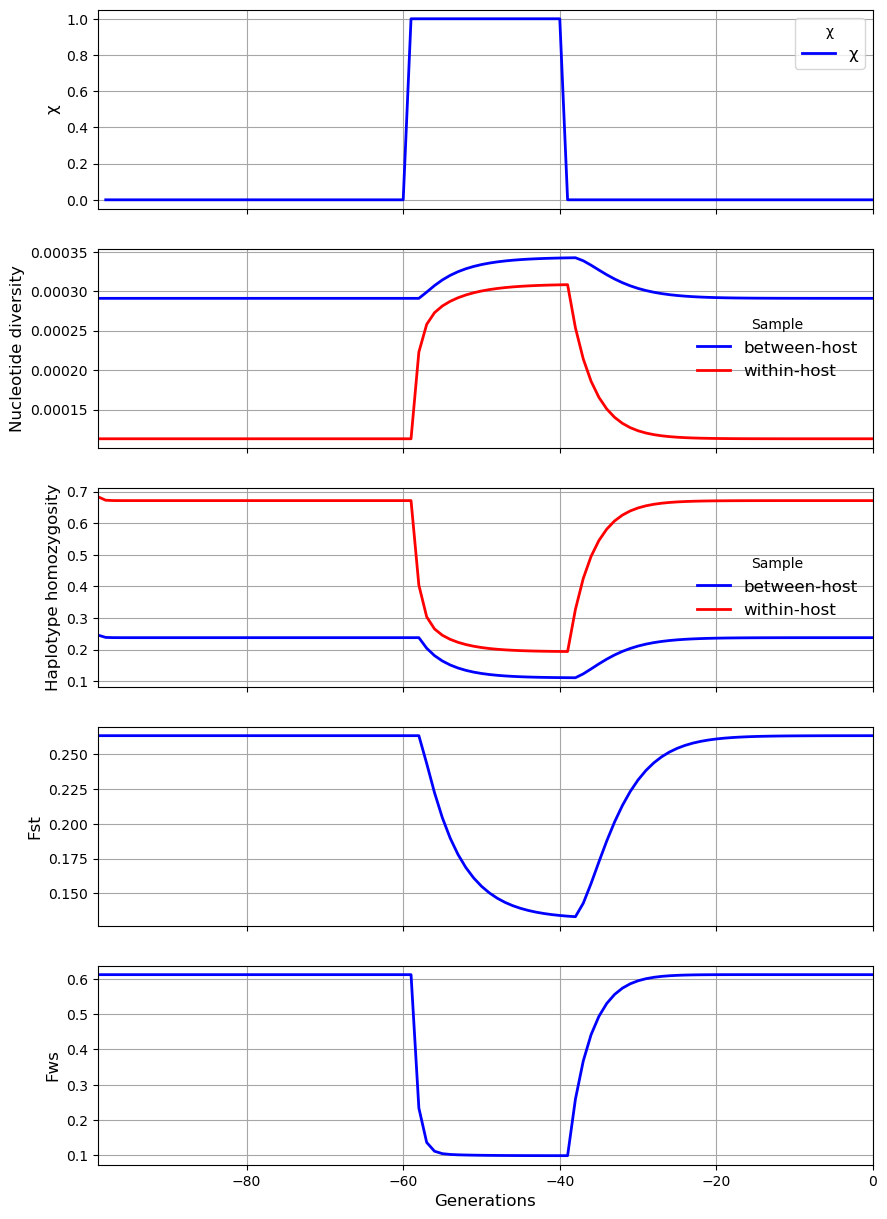 1.0
0.8
0.6
0.4
0.2
0.0
χ
χ
χ
0.00035
0.00030
0.00025
0.00020
0.00015
Nucleotide diversity
Sample
between-host
within-host
0.7
0.6
0.5
0.4
0.3
0.2
0.1
Haplotype homozygosity
Sample
between-host
within-host
0.250
0.225
0.200
0.175
0.150
Fst
0.6
0.5
0.4
0.3
0.2
0.1
Fws
−80 −60 −40 −20 0
Generations